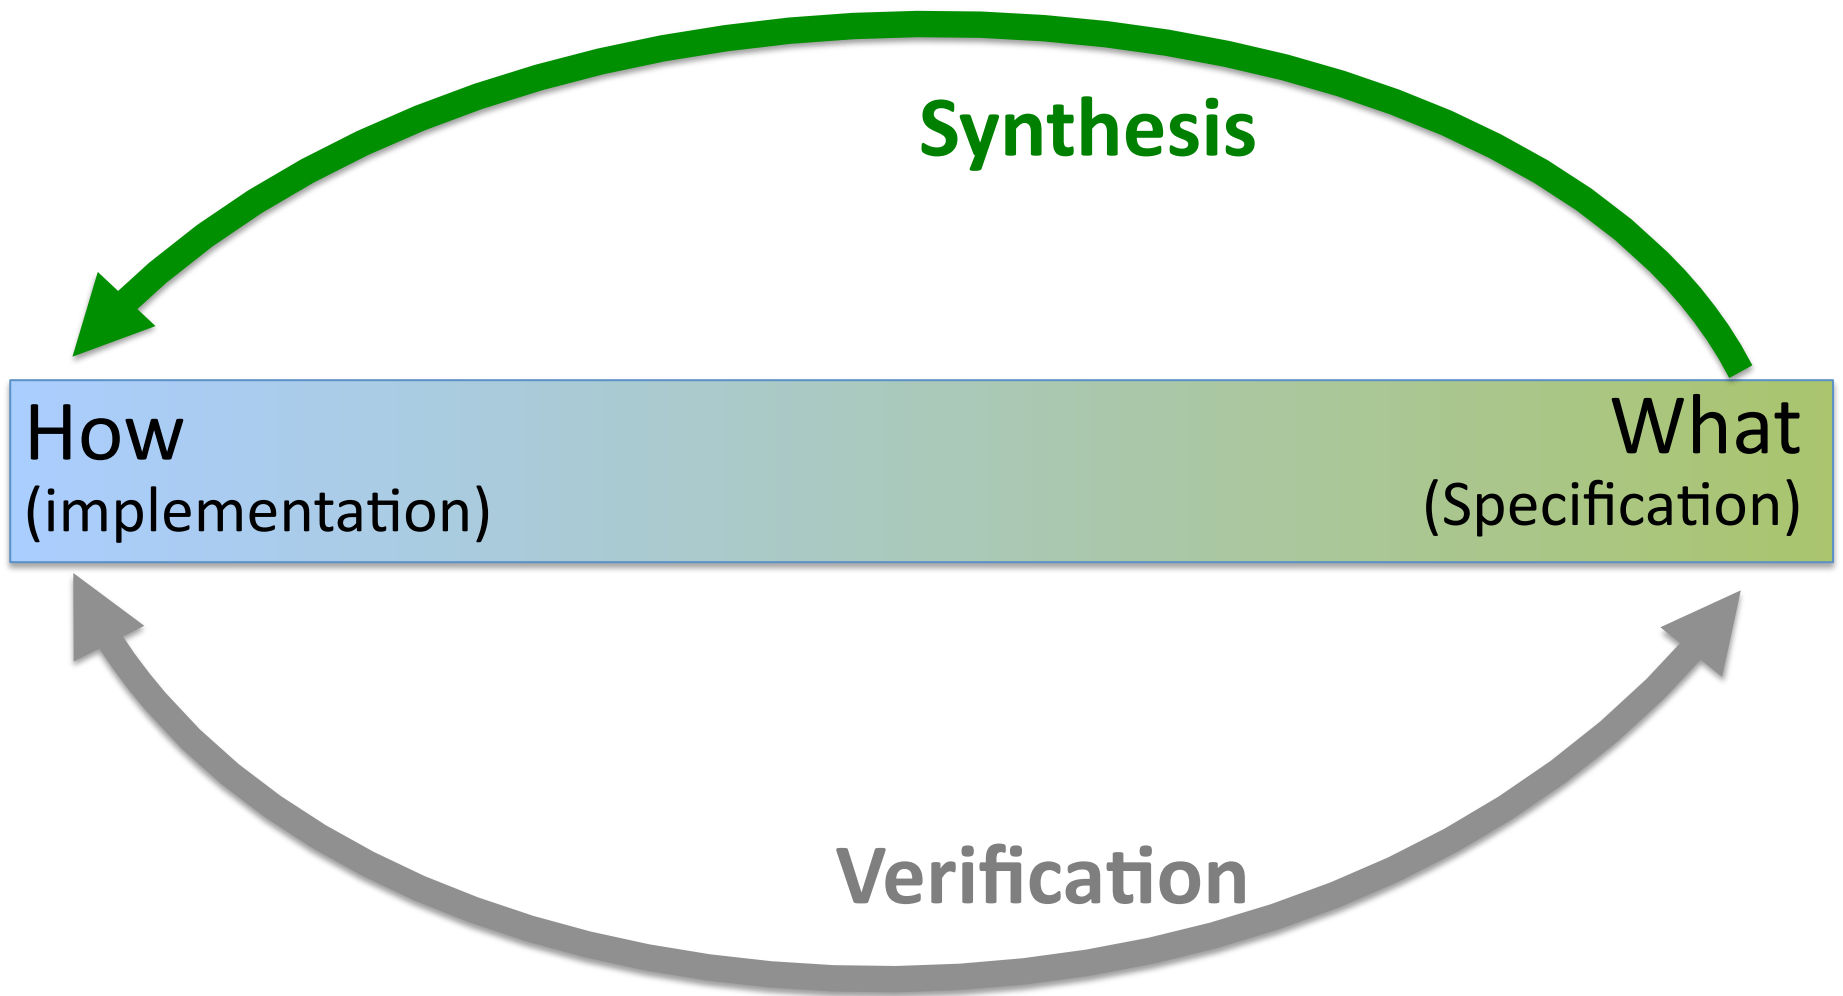 Synthesis
How
(implementation)
What
(Specification)
Verification